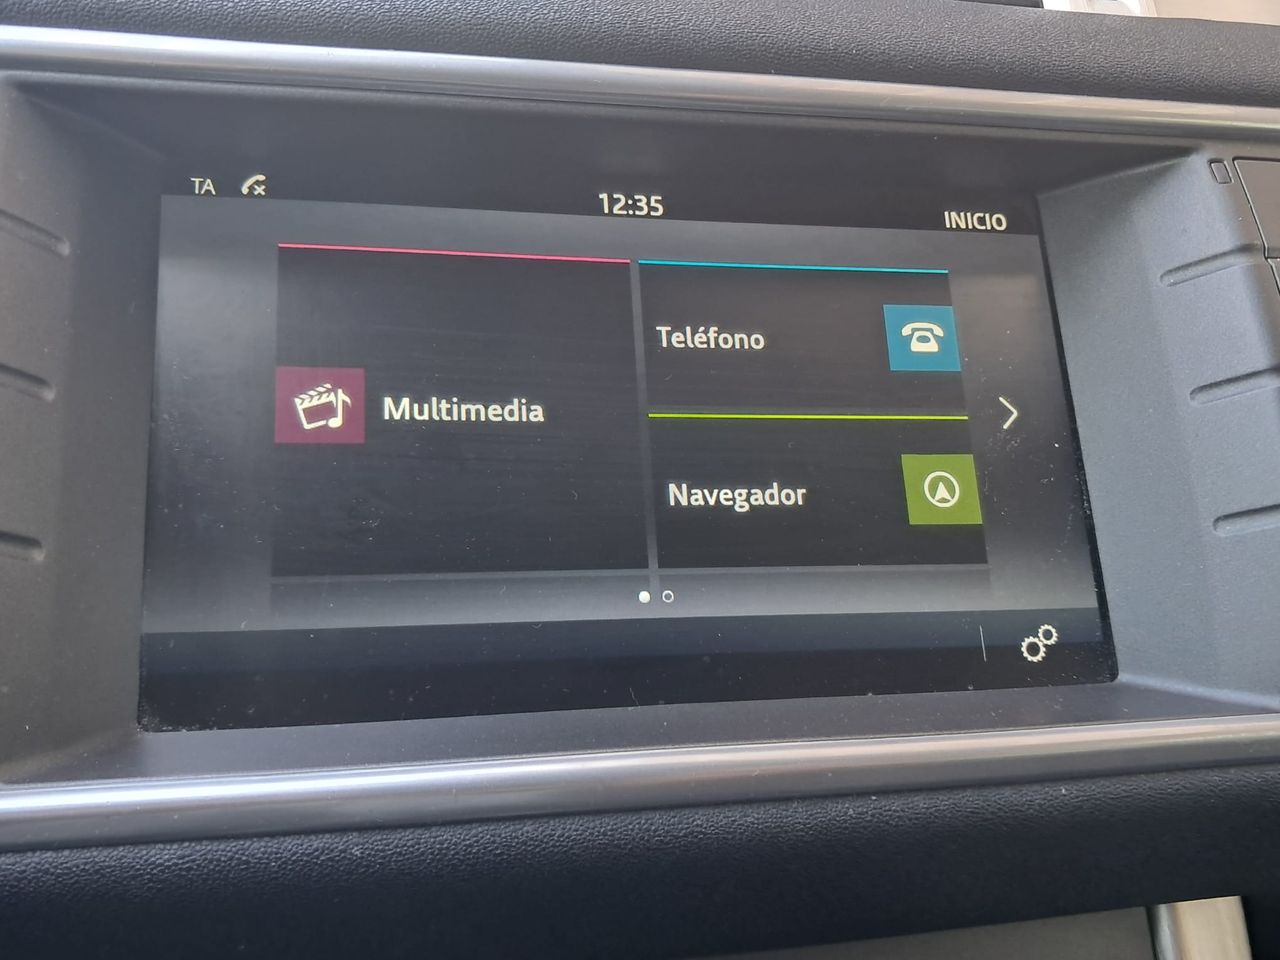 TA
12:35
INICIO
Multimedia
Teléfono
Navegador